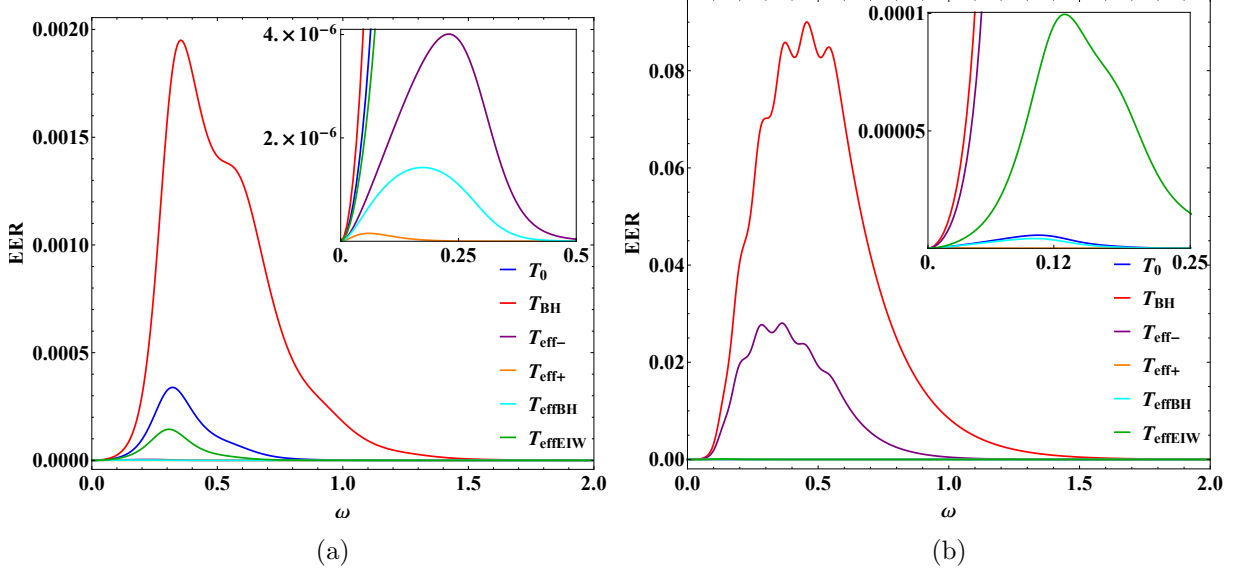 (a)
EER
0.0020
0.0015
0.0010
0.0005
0.0000
0.0
0.5
1.0
1.5
2.0
ω
4.×10⁻⁶
2.×10⁻⁶
0.
0.25
0.5
T₀
T_BH
T_eff−
T_eff+
T_effBH
T_effEIW
(b)
EER
0.08
0.06
0.04
0.02
0.00
0.0
0.5
1.0
1.5
2.0
ω
0.0001
0.00005
0.
0.12
0.25
T₀
T_BH
T_eff−
T_eff+
T_effBH
T_effEIW